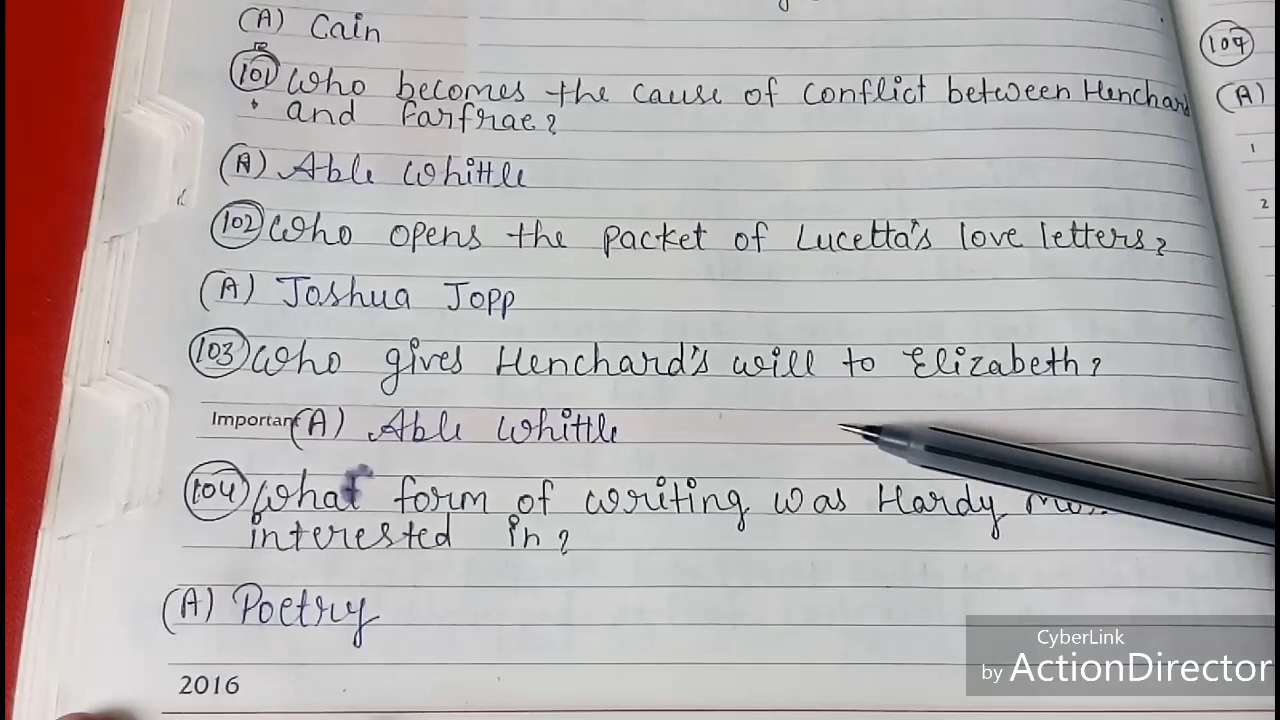 (A) Cain
(101) Who becomes the cause of conflict between Henchard
and Farfrae?
(A) Able Whittle
(102) Who opens the packet of Lucetta's love letters?
(A) Joshua Jopp
(103) Who gives Henchard's will to Elizabeth?
Important (A) Able Whittle
(104) What form of writing was Hardy
interested in?
(A) Poetry
2016
(109)
(A)
1
2
CyberLink
by ActionDirector